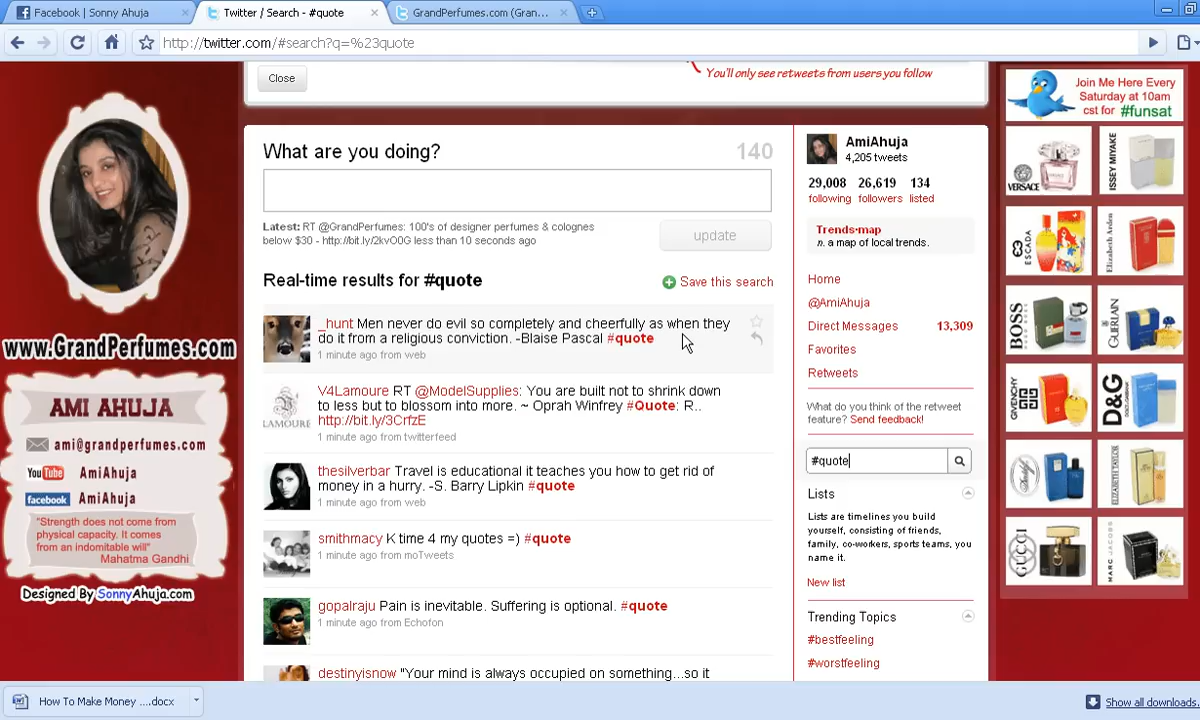 Facebook | Sonny Ahuja
Twitter / Search - #quote
GrandPerfumes.com (Gran...
http://twitter.com/#search?q=%23quote
Close
You'll only see retweets from users you follow
www.GrandPerfumes.com
AMI AHUJA
ami@grandperfumes.com
YouTube AmiAhuja
facebook AmiAhuja
"Strength does not come from
physical capacity. It comes
from an indomitable will"
Mahatma Gandhi
Designed By SonnyAhuja.com
What are you doing?
140
Latest: RT @GrandPerfumes: 100's of designer perfumes & colognes
below $30 - http://bit.ly/2kvO0G less than 10 seconds ago
update
Real-time results for #quote
Save this search
_hunt Men never do evil so completely and cheerfully as when they
do it from a religious conviction. -Blaise Pascal #quote
1 minute ago from web
V4Lamoure RT @ModelSupplies: You are built not to shrink down
to less but to blossom into more. ~ Oprah Winfrey #Quote: R..
http://bit.ly/3CrfzE
1 minute ago from twitterfeed
LAMOURE
thesilverbar Travel is educational it teaches you how to get rid of
money in a hurry. -S. Barry Lipkin #quote
1 minute ago from web
smithmacy K time 4 my quotes =) #quote
1 minute ago from moTweets
gopalraju Pain is inevitable. Suffering is optional. #quote
1 minute ago from Echofon
destinyisnow "Your mind is always occupied on something...so it
AmiAhuja
4,205 tweets
29,008 26,619 134
following followers listed
Trends·map
n. a map of local trends.
Home
@AmiAhuja
Direct Messages 13,309
Favorites
Retweets
What do you think of the retweet
feature? Send feedback!
#quote
Lists
Lists are timelines you build
yourself, consisting of friends,
family, co-workers, sports teams, you
name it.
New list
Trending Topics
#bestfeeling
#worstfeeling
Join Me Here Every
Saturday at 10am
cst for #funsat
VERSACE
ISSEY MIYAKE
ESCADA
Elizabeth Arden
BOSS
HUGO BOSS
GUERLAIN
GIVENCHY
D&G
DOLCE & GABBANA
Davidoff
ELIZABETH TAYLOR
GUCCI
MARC JACOBS
How To Make Money ....docx
Show all downloads...